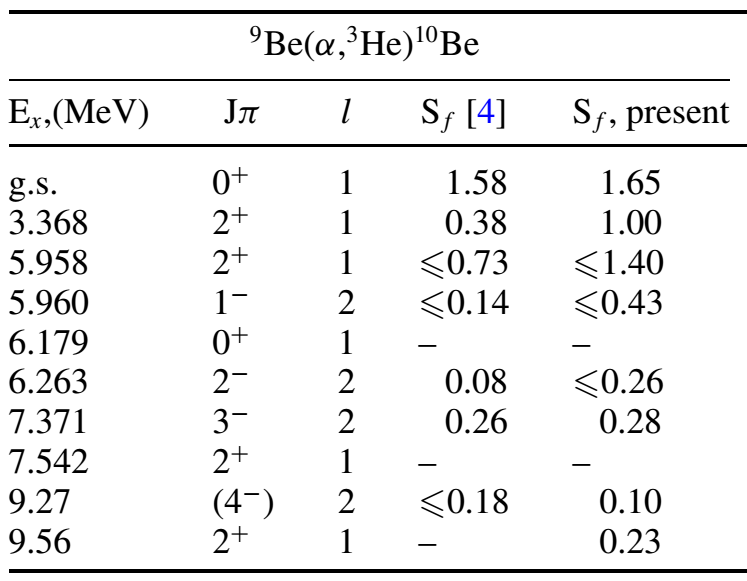 ⁹Be(α,³He)¹⁰Be
Eₓ,(MeV) Jπ l S_f [4] S_f, present
g.s. 0⁺ 1 1.58 1.65
3.368 2⁺ 1 0.38 1.00
5.958 2⁺ 1 ⩽0.73 ⩽1.40
5.960 1⁻ 2 ⩽0.14 ⩽0.43
6.179 0⁺ 1 – –
6.263 2⁻ 2 0.08 ⩽0.26
7.371 3⁻ 2 0.26 0.28
7.542 2⁺ 1 – –
9.27 (4⁻) 2 ⩽0.18 0.10
9.56 2⁺ 1 – 0.23